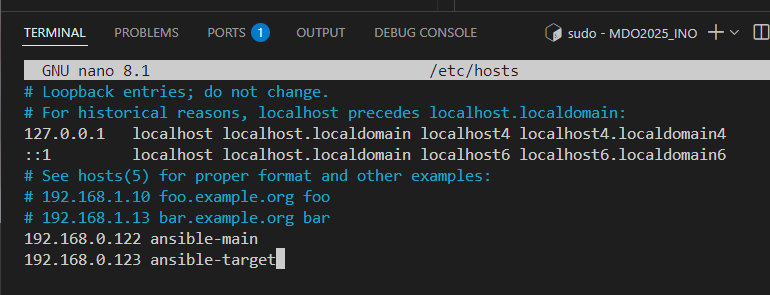 TERMINAL PROBLEMS PORTS 1 OUTPUT DEBUG CONSOLE sudo - MDO2025_INO
GNU nano 8.1 /etc/hosts
# Loopback entries; do not change.
# For historical reasons, localhost precedes localhost.localdomain:
127.0.0.1   localhost localhost.localdomain localhost4 localhost4.localdomain4
::1         localhost localhost.localdomain localhost6 localhost6.localdomain6
# See hosts(5) for proper format and other examples:
# 192.168.1.10 foo.example.org foo
# 192.168.1.13 bar.example.org bar
192.168.0.122 ansible-main
192.168.0.123 ansible-target